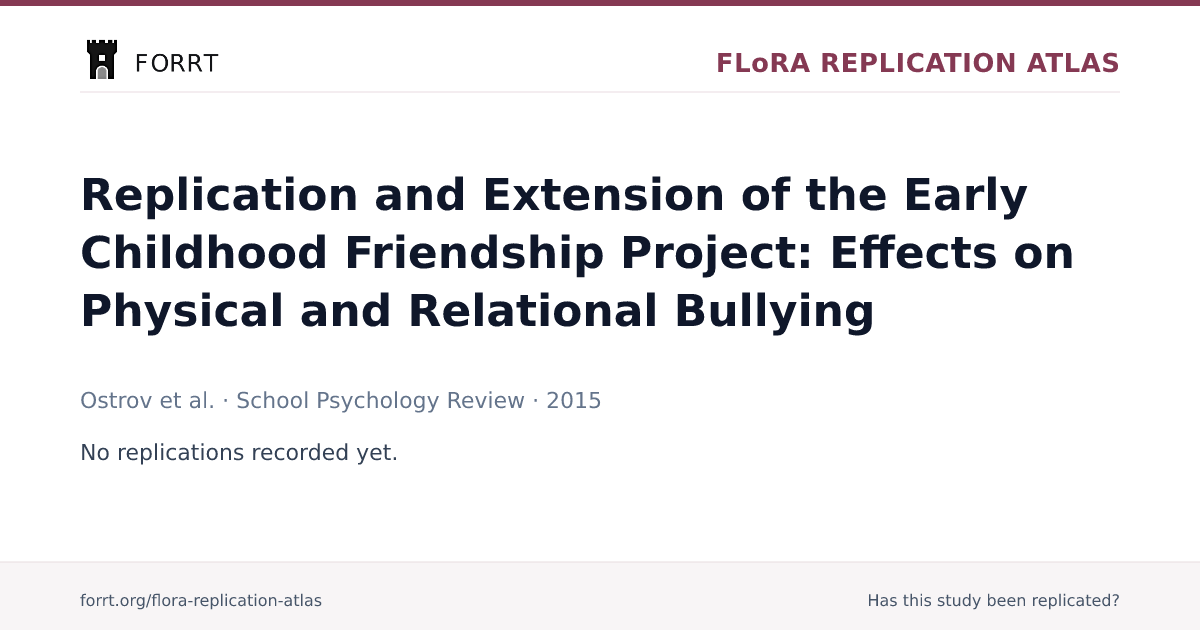 FORRT
FLoRA REPLICATION ATLAS
Replication and Extension of the Early
Childhood Friendship Project: Effects on
Physical and Relational Bullying
Ostrov et al. · School Psychology Review · 2015
No replications recorded yet.
forrt.org/flora-replication-atlas
Has this study been replicated?